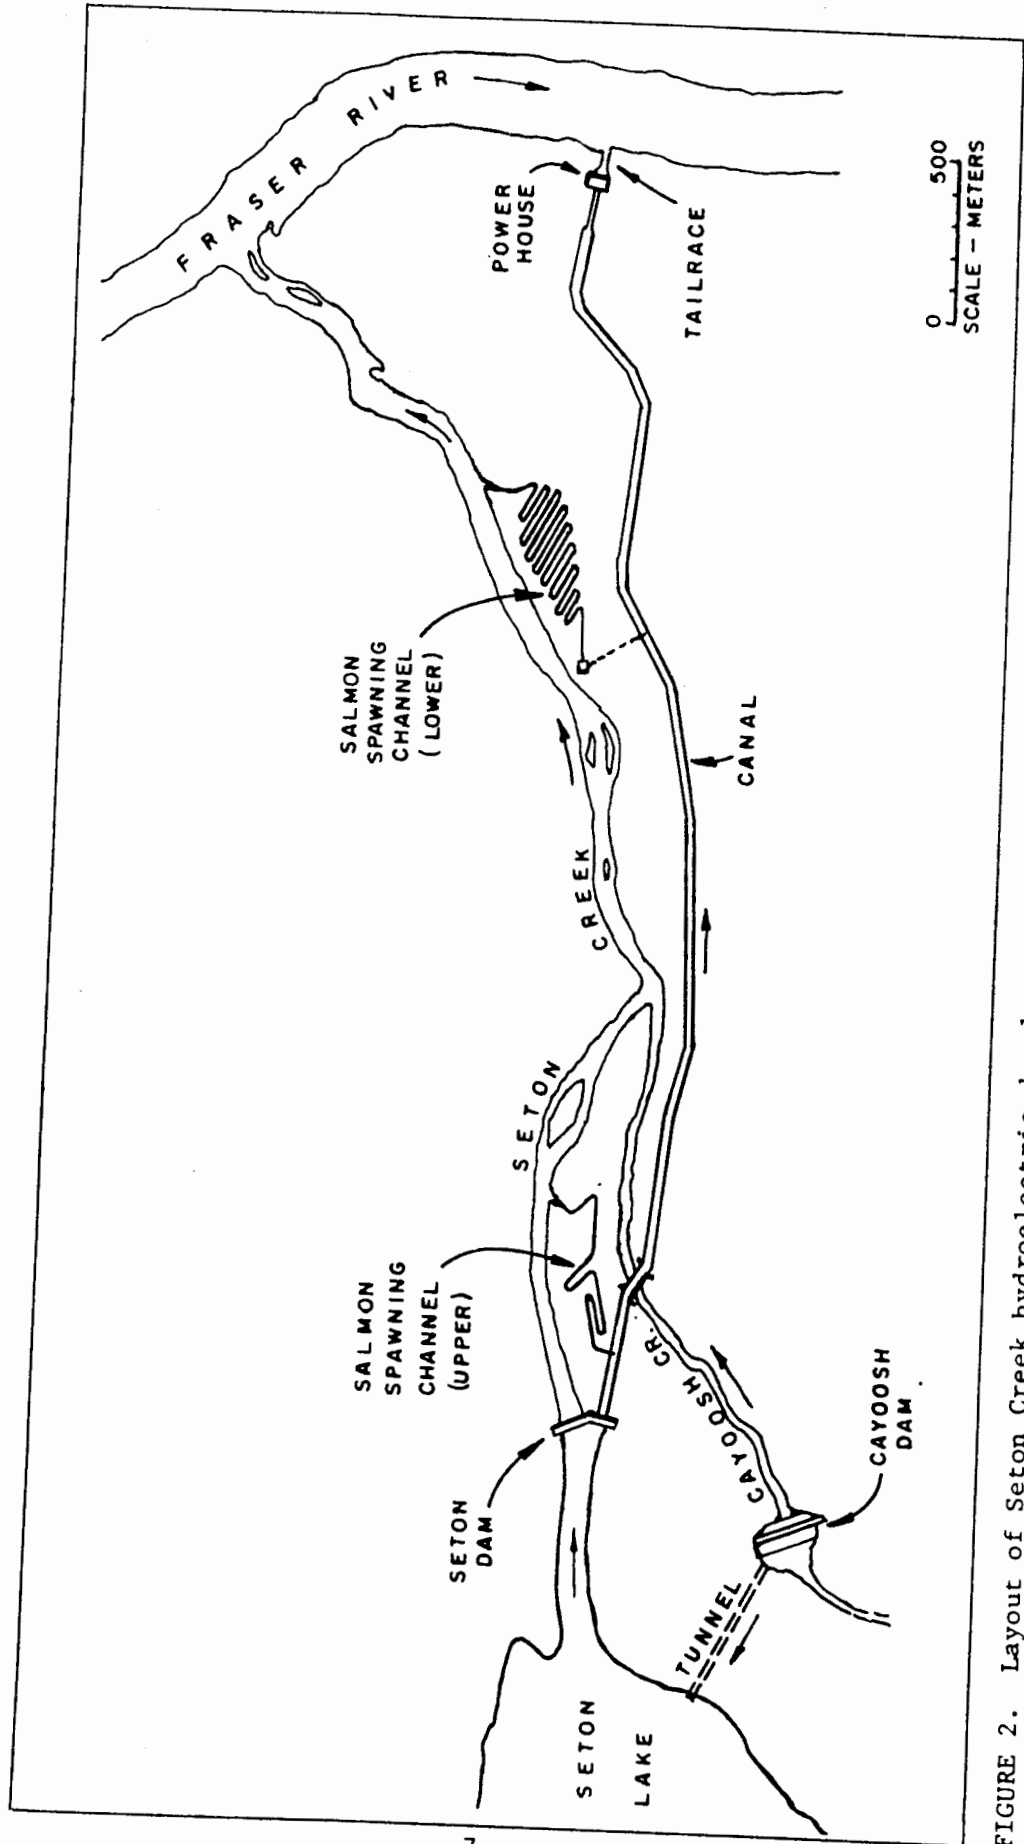 FRASER RIVER
POWER
HOUSE
TAILRACE
0 500
SCALE - METERS
SALMON
SPAWNING
CHANNEL
(LOWER)
CANAL
SETON CREEK
SALMON
SPAWNING
CHANNEL
(UPPER)
SETON
DAM
CAYOOSH CR.
CAYOOSH
DAM
TUNNEL
SETON
LAKE
7
FIGURE 2. Layout of Seton Creek hydroelectric